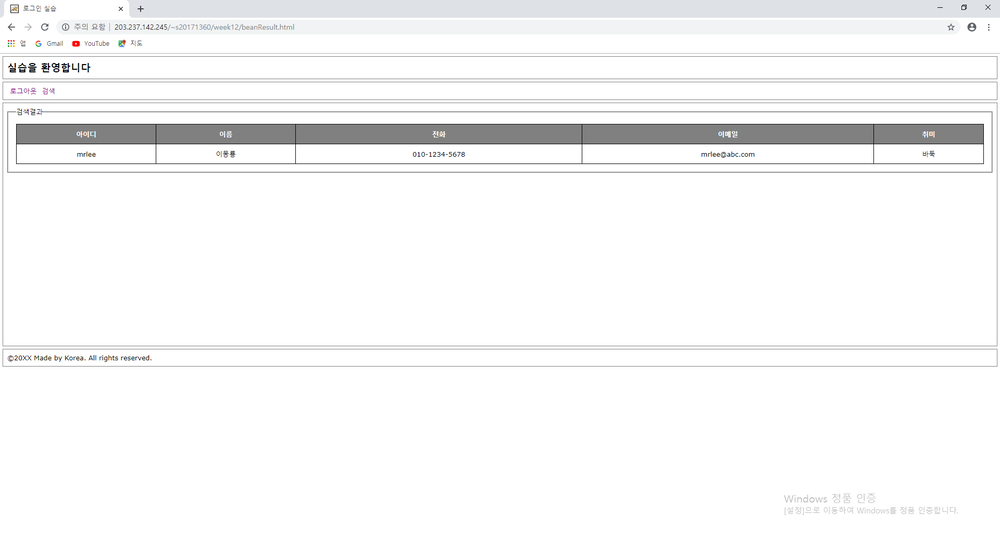 로그인 실습
주의 요함 | 203.237.142.245/~s20171360/week12/beanResult.html
앱 Gmail YouTube 지도
실습을 환영합니다
로그아웃 검색
검색결과
아이디 이름 전화 이메일 취미
mrlee 이몽룡 010-1234-5678 mrlee@abc.com 바둑
©20XX Made by Korea. All rights reserved.
Windows 정품 인증
[설정]으로 이동하여 Windows를 정품 인증합니다.